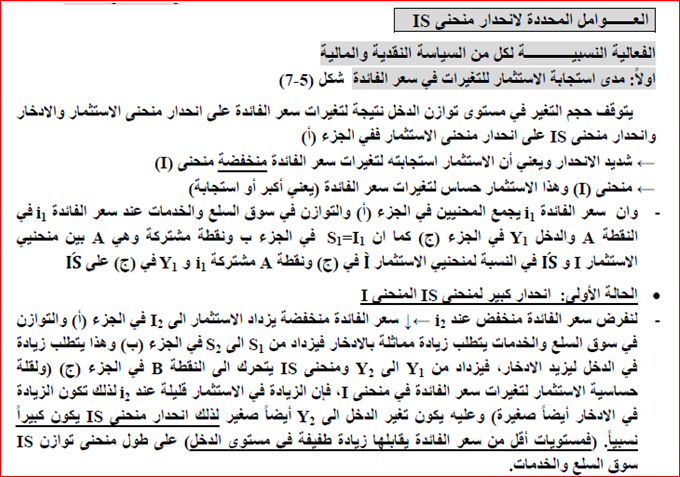 العـــــوامل المحددة لانحدار منحنى IS
الفعالية النسبيـــــــــــة لكل من السياسة النقدية والمالية
اولاً: مدى استجابة الاستثمار للتغيرات في سعر الفائدة شكل (5-7)
يتوقف حجم التغير في مستوى توازن الدخل نتيجة لتغيرات سعر الفائدة على انحدار منحنى الاستثمار والادخار
وانحدار منحنى IS على انحدار منحنى الاستثمار ففي الجزء (أ)
← شديد الانحدار ويعني أن الاستثمار استجابته لتغيرات سعر الفائدة منخفضة منحنى (I)
← منحنى (I) وهذا الاستثمار حساس لتغيرات سعر الفائدة (يعني أكبر أو استجابة)
- وان سعر الفائدة i1 يجمع المحنيين في الجزء (أ) والتوازن في سوق السلع والخدمات عند سعر الفائدة i1 في
النقطة A والدخل Y1 في الجزء (ج) كما ان S1=I1 في الجزء ب ونقطة مشتركة وهي A بين منحنيي
الاستثمار I و ÍS في النسبة لمنحنيي الاستثمار Ì في (ج) ونقطة A مشتركة i1 و Y1 في (ج) على ÍS
• الحالة الأولى: انحدار كبير لمنحنى IS المنحنى I
- لنفرض سعر الفائدة منخفض عند i2 ←↓ سعر الفائدة منخفضة يزداد الاستثمار الى I2 في الجزء (أ) والتوازن
في سوق السلع والخدمات يتطلب زيادة مماثلة بالادخار فيزداد من S1 الى S2 في الجزء (ب) وهذا يتطلب زيادة
في الدخل ليزيد الادخار، فيزداد من Y1 الى Y2 ومنحنى IS يتحرك الى النقطة B في الجزء (ج) (ولقلة
حساسية الاستثمار لتغيرات سعر الفائدة في منحنى I، فإن الزيادة في الاستثمار قليلة عند i2 لذلك تكون الزيادة
في الادخار أيضاً صغيرة) وعليه يكون تغير الدخل الى Y2 أيضاً صغير لذلك انحدار منحنى IS يكون كبيراً
نسبياً. (فمستويات أقل من سعر الفائدة يقابلها زيادة طفيفة في مستوى الدخل) على طول منحنى توازن IS
سوق السلع والخدمات.